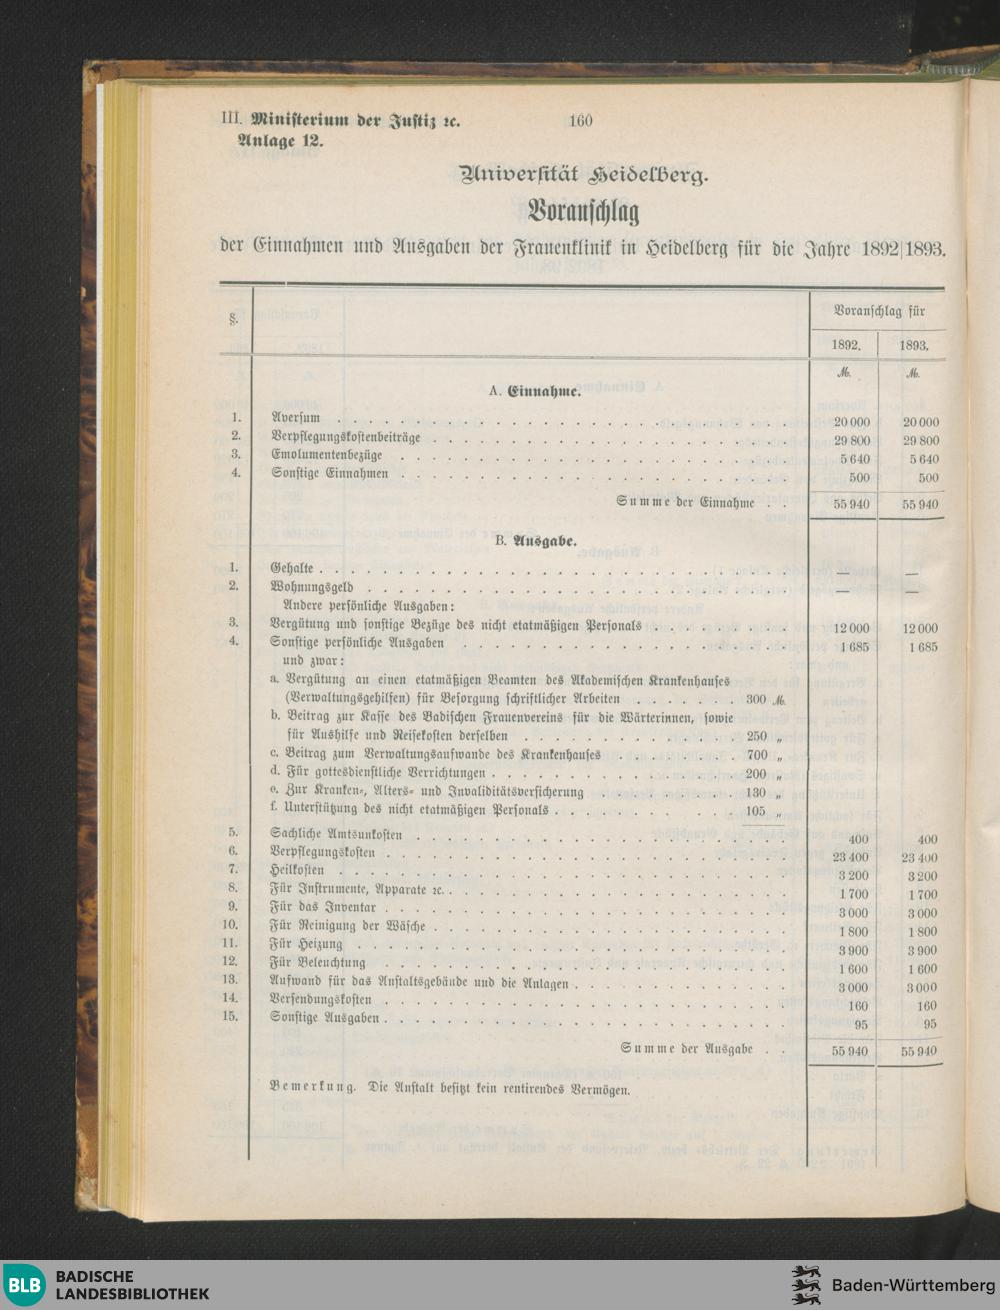 III. Ministerium der Justiz ꝛc. 160
Anlage 12.
Universität Heidelberg.
Voranschlag
der Einnahmen und Ausgaben der Frauenklinik in Heidelberg für die Jahre 1892|1893.
§. Voranschlag für
1892. 1893.
ℳ. ℳ.
A. Einnahme.
1. Aversum . . . 20 000 20 000
2. Verpflegungskostenbeiträge . . . 29 800 29 800
3. Emolumentenbezüge . . . 5 640 5 640
4. Sonstige Einnahmen . . . 500 500
Summe der Einnahme . . 55 940 55 940
B. Ausgabe.
1. Gehalte . . . — —
2. Wohnungsgeld . . . — —
Andere persönliche Ausgaben:
3. Vergütung und sonstige Bezüge des nicht etatmäßigen Personals . . . 12 000 12 000
4. Sonstige persönliche Ausgaben . . . 1 685 1 685
und zwar:
a. Vergütung an einen etatmäßigen Beamten des Akademischen Krankenhauses
(Verwaltungsgehilfen) für Besorgung schriftlicher Arbeiten . . . 300 ℳ.
b. Beitrag zur Kasse des Badischen Frauenvereins für die Wärterinnen, sowie
für Aushilfe und Reisekosten derselben . . . 250 „
c. Beitrag zum Verwaltungsaufwande des Krankenhauses . . . 700 „
d. Für gottesdienstliche Verrichtungen . . . 200 „
e. Zur Kranken-, Alters- und Invaliditätsversicherung . . . 130 „
f. Unterstützung des nicht etatmäßigen Personals . . . 105 „
5. Sachliche Amtsunkosten . . . 400 400
6. Verpflegungskosten . . . 23 400 23 400
7. Heilkosten . . . 3 200 3 200
8. Für Instrumente, Apparate ꝛc. . . . 1 700 1 700
9. Für das Inventar . . . 3 000 3 000
10. Für Reinigung der Wäsche . . . 1 800 1 800
11. Für Heizung . . . 3 900 3 900
12. Für Beleuchtung . . . 1 600 1 600
13. Aufwand für das Anstaltsgebäude und die Anlagen . . . 3 000 3 000
14. Versendungskosten . . . 160 160
15. Sonstige Ausgaben . . . 95 95
Summe der Ausgabe . . 55 940 55 940
Bemerkung. Die Anstalt besitzt kein rentirendes Vermögen.
BLB BADISCHE
LANDESBIBLIOTHEK
Baden-Württemberg